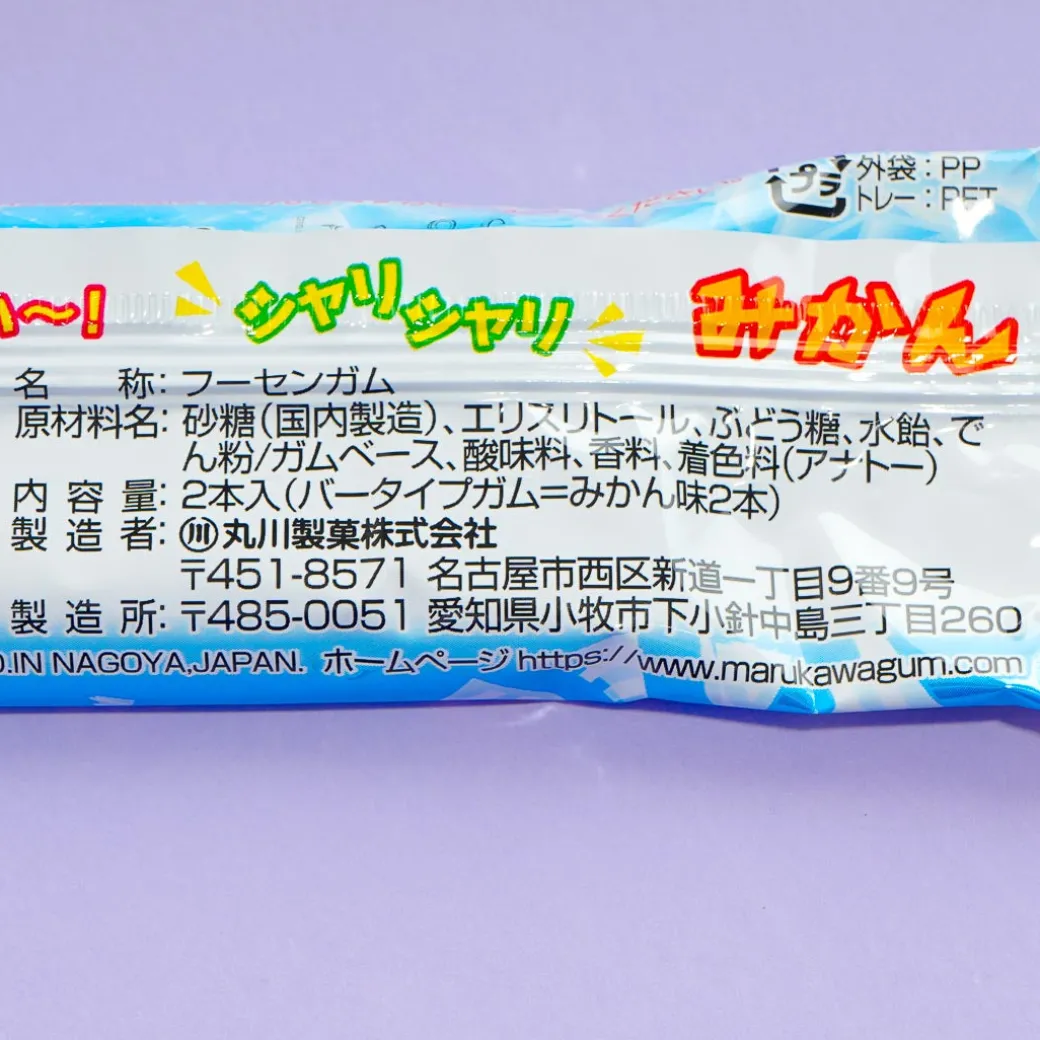 プラ
外袋：PP
トレー：PET
～！
シャリシャリ
みかん
名称：フーセンガム
原材料名：砂糖（国内製造）、エリスリトール、ぶどう糖、水飴、で
ん粉/ガムベース、酸味料、香料、着色料（アナトー）
内容量：2本入（バータイプガム＝みかん味2本）
製造者：㊀丸川製菓株式会社
〒451-8571 名古屋市西区新道一丁目9番9号
製造所：〒485-0051 愛知県小牧市下小針中島三丁目260
.IN NAGOYA,JAPAN. ホームページ https://www.marukawagum.com